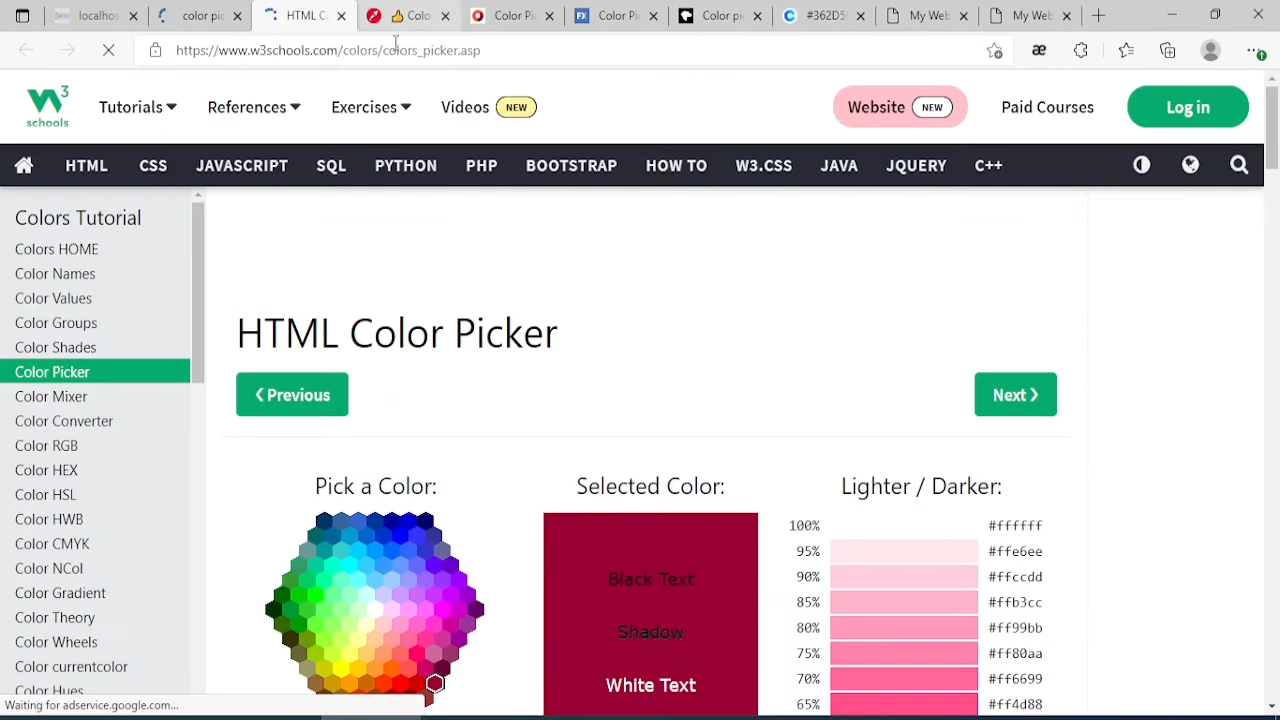 localhos
color pic
HTML C
Color
Color Pic
Color Pic
Color pic
#362D5
My Web
My Web
https://www.w3schools.com/colors/colors_picker.asp
3
schools
Tutorials
References
Exercises
Videos NEW
Website NEW
Paid Courses
Log in
HTML
CSS
JAVASCRIPT
SQL
PYTHON
PHP
BOOTSTRAP
HOW TO
W3.CSS
JAVA
JQUERY
C++
Colors Tutorial
Colors HOME
Color Names
Color Values
Color Groups
Color Shades
Color Picker
Color Mixer
Color Converter
Color RGB
Color HEX
Color HSL
Color HWB
Color CMYK
Color NCol
Color Gradient
Color Theory
Color Wheels
Color currentcolor
Color Hues
HTML Color Picker
❮ Previous
Next ❯
Pick a Color:
Selected Color:
Black Text
Shadow
White Text
Lighter / Darker:
100% #ffffff
95% #ffe6ee
90% #ffccdd
85% #ffb3cc
80% #ff99bb
75% #ff80aa
70% #ff6699
65% #ff4d88
Waiting for adservice.google.com...